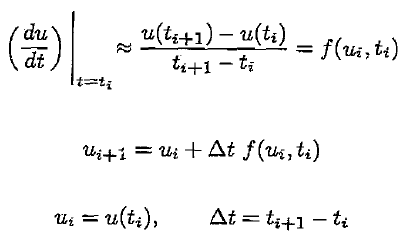 (du/dt)|_{t=t_i} ≈ (u(t_{i+1}) − u(t_i))/(t_{i+1} − t_i) = f(u_i, t_i)
u_{i+1} = u_i + Δt f(u_i, t_i)
u_i = u(t_i), Δt = t_{i+1} − t_i